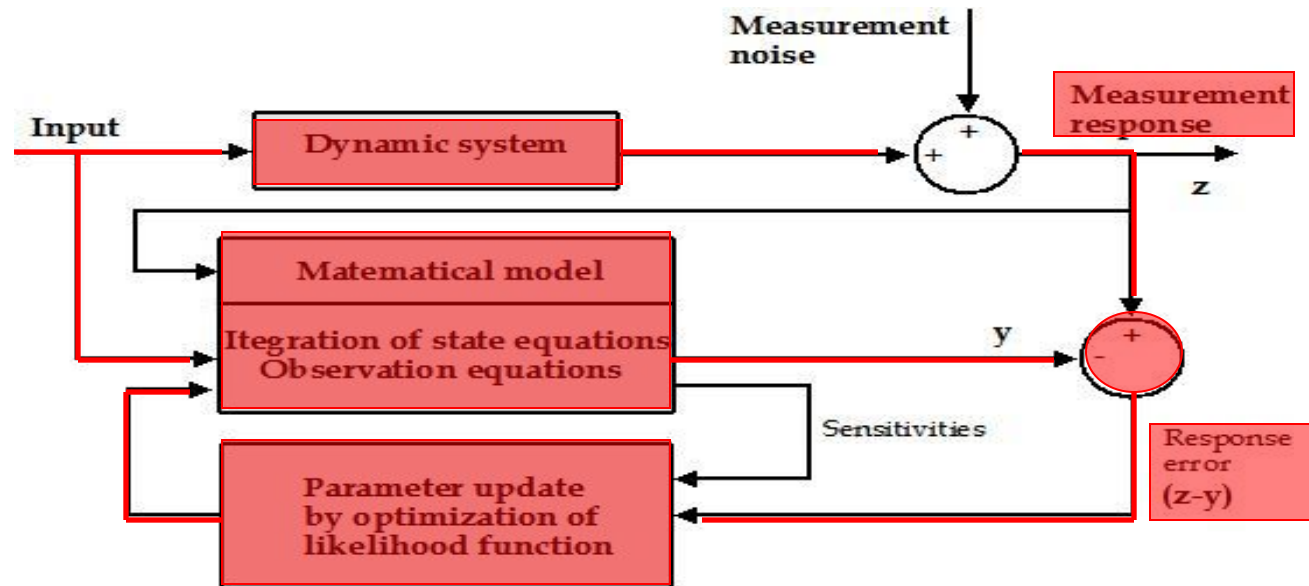 Measurement
noise
Input
Dynamic system
+
+
Measurement
response
z
Matematical model
Itegration of state equations
Observation equations
y
+
-
Sensitivities
Response
error
(z-y)
Parameter update
by optimization of
likelihood function